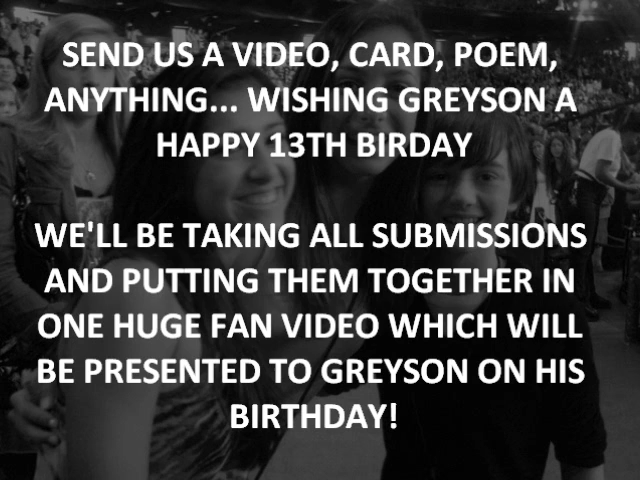 SEND US A VIDEO, CARD, POEM,
ANYTHING... WISHING GREYSON A
HAPPY 13TH BIRDAY
WE'LL BE TAKING ALL SUBMISSIONS
AND PUTTING THEM TOGETHER IN
ONE HUGE FAN VIDEO WHICH WILL
BE PRESENTED TO GREYSON ON HIS
BIRTHDAY!